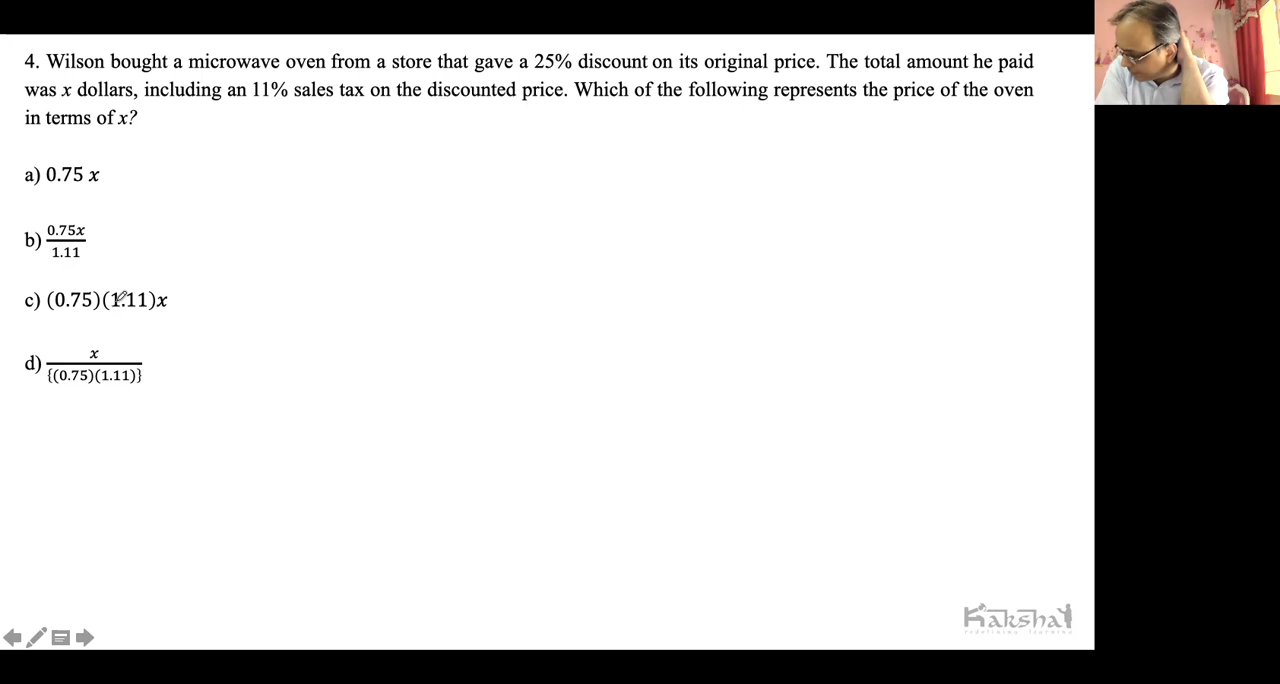 4. Wilson bought a microwave oven from a store that gave a 25% discount on its original price. The total amount he paid
was x dollars, including an 11% sales tax on the discounted price. Which of the following represents the price of the oven
in terms of x?
a) 0.75 x
b) 0.75x/1.11
c) (0.75)(1.11)x
d) x/{(0.75)(1.11)}
Kaksha
redefining learning